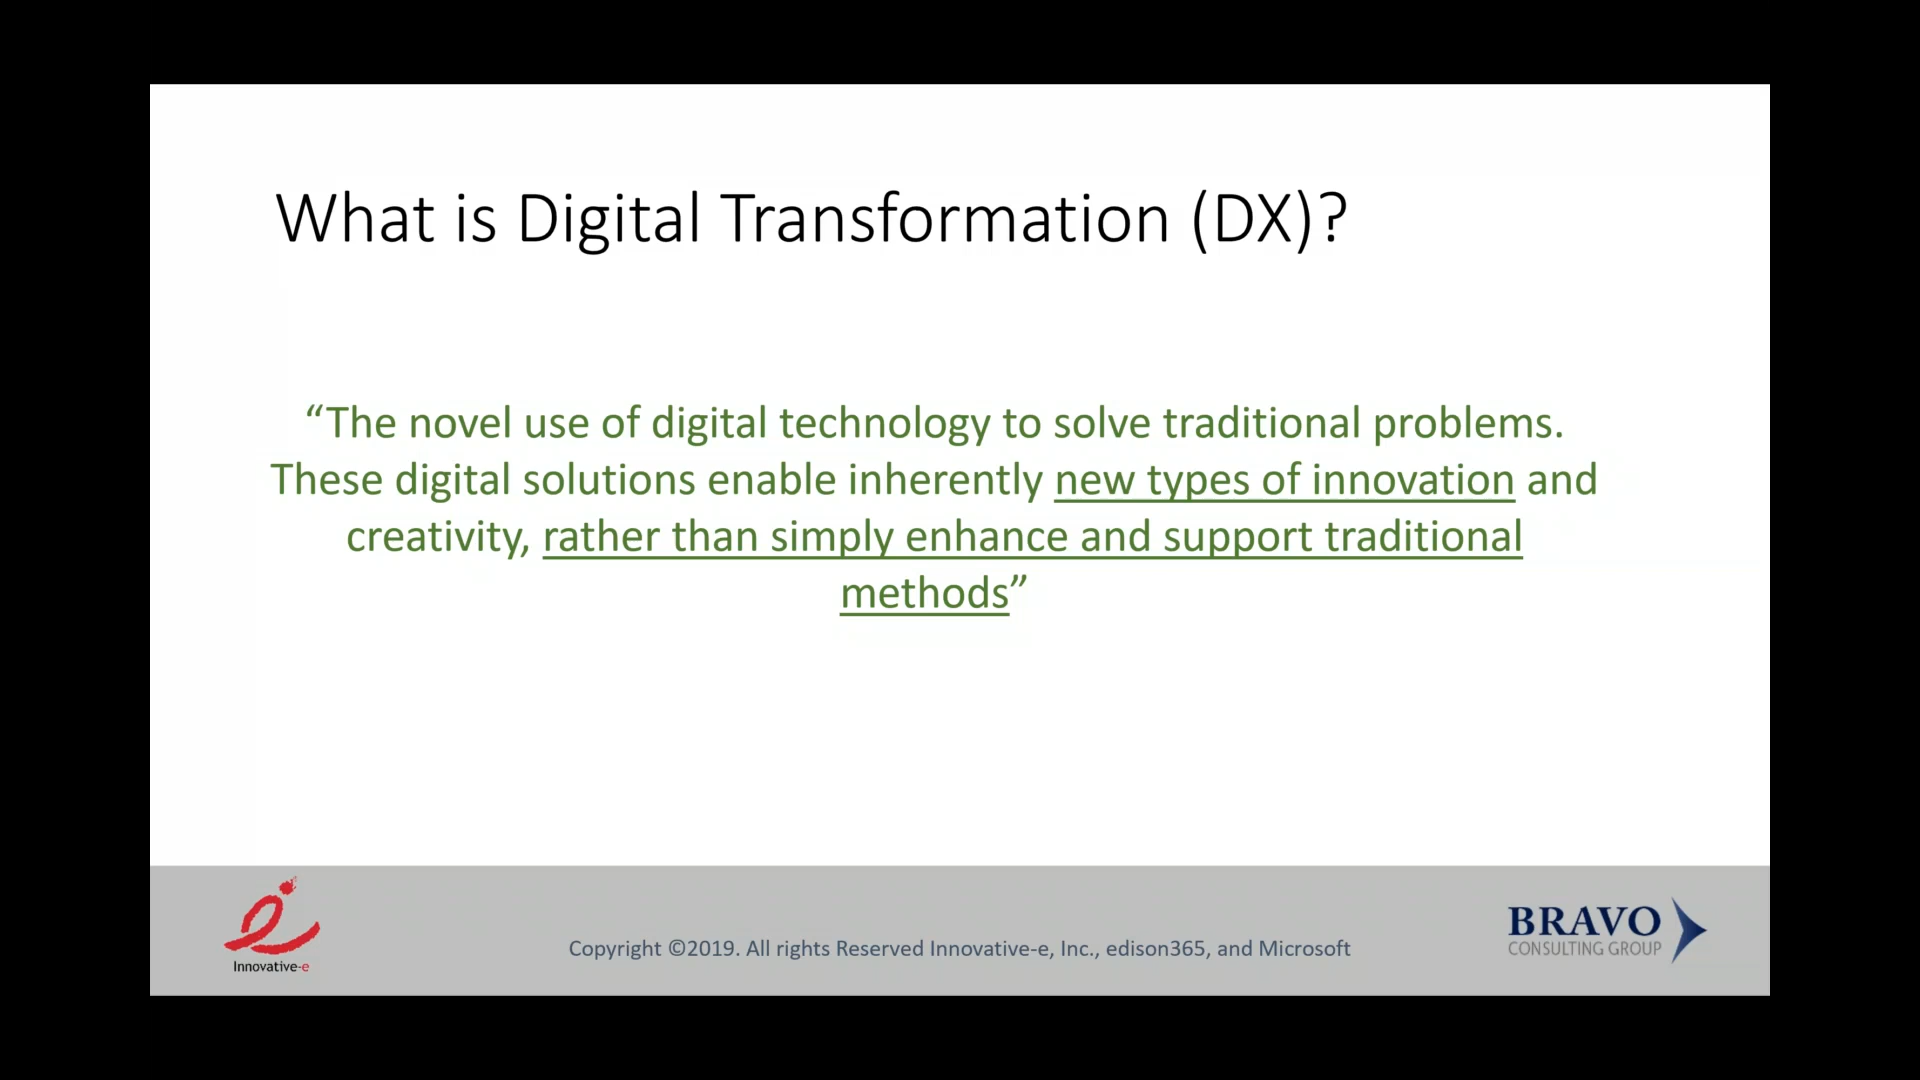 What is Digital Transformation (DX)?
“The novel use of digital technology to solve traditional problems.
These digital solutions enable inherently new types of innovation and
creativity, rather than simply enhance and support traditional
methods”
Innovative-e
Copyright ©2019. All rights Reserved Innovative-e, Inc., edison365, and Microsoft
BRAVO
CONSULTING GROUP